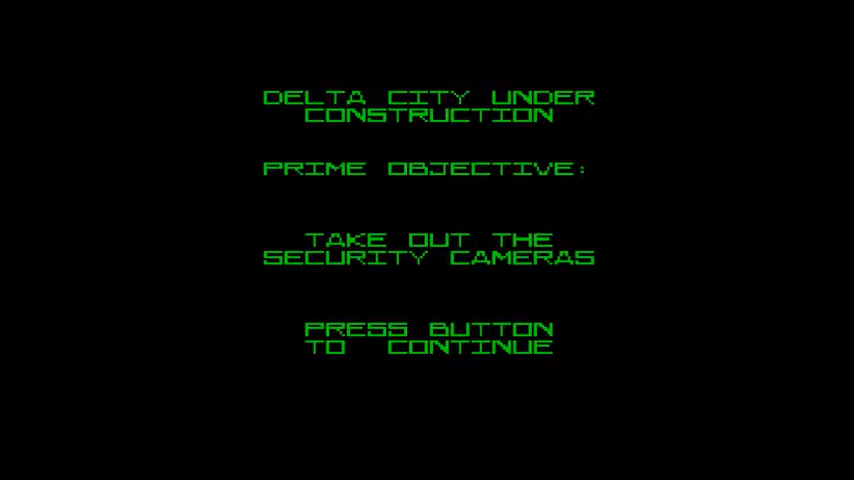 DELTA CITY UNDER
CONSTRUCTION
PRIME OBJECTIVE:
TAKE OUT THE
SECURITY CAMERAS
PRESS BUTTON
TO CONTINUE